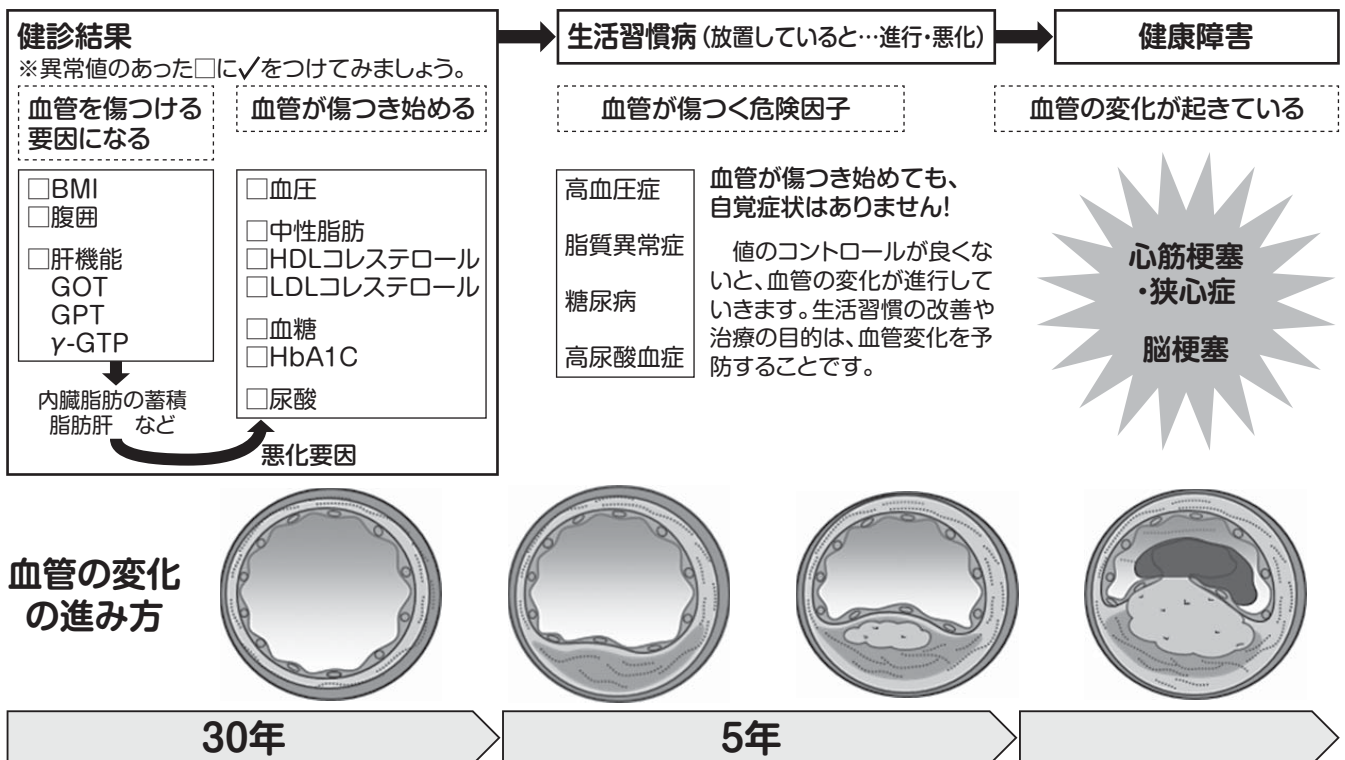 健診結果
※異常値のあった□に✓をつけてみましょう。
血管を傷つける
要因になる
□BMI
□腹囲
□肝機能
GOT
GPT
γ-GTP
内臓脂肪の蓄積
脂肪肝 など
血管が傷つき始める
□血圧
□中性脂肪
□HDLコレステロール
□LDLコレステロール
□血糖
□HbA1C
□尿酸
悪化要因
生活習慣病(放置していると…進行・悪化)
血管が傷つく危険因子
高血圧症
脂質異常症
糖尿病
高尿酸血症
血管が傷つき始めても、
自覚症状はありません!
値のコントロールが良くな
いと、血管の変化が進行して
いきます。生活習慣の改善や
治療の目的は、血管変化を予
防することです。
健康障害
血管の変化が起きている
心筋梗塞
・狭心症
脳梗塞
血管の変化
の進み方
30年
5年